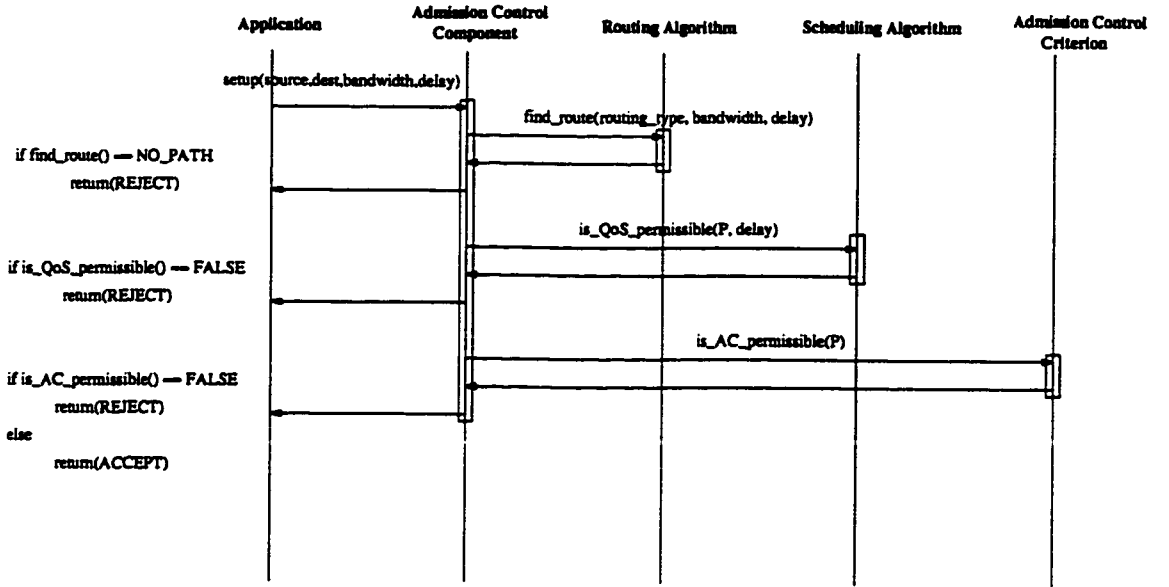 Application
Admission Control
Component
Routing Algorithm
Scheduling Algorithm
Admission Control
Criterion
setup(source,dest,bandwidth,delay)
find_route(routing_type, bandwidth, delay)
if find_route() == NO_PATH
return(REJECT)
is_QoS_permissible(P, delay)
if is_QoS_permissible() == FALSE
return(REJECT)
is_AC_permissible(P)
if is_AC_permissible() == FALSE
return(REJECT)
else
return(ACCEPT)